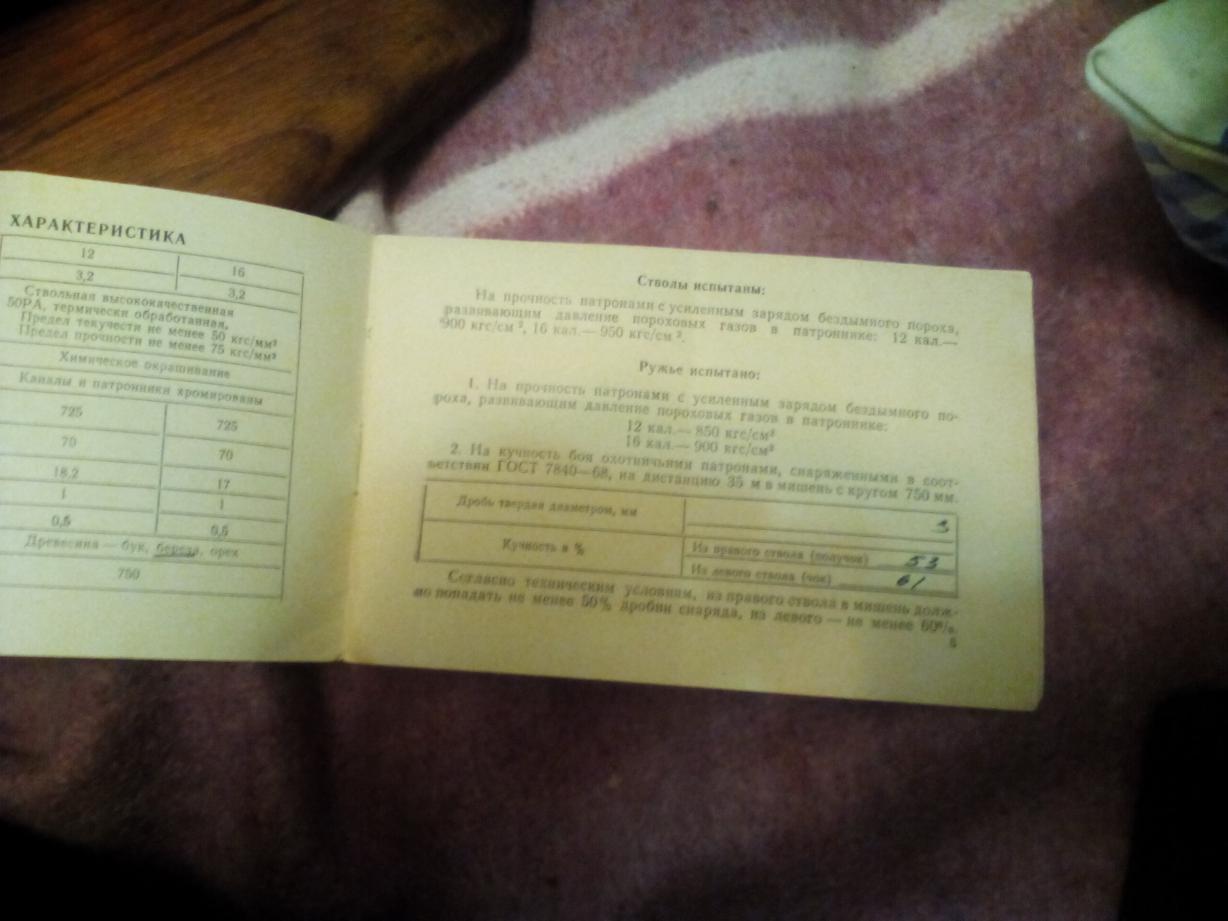 ХАРАКТЕРИСТИКА
12 16
3,2 3,2
Ствольная высококачественная
50РА, термически обработанная,
Предел текучести не менее 50 кгс/мм²
Предел прочности не менее 75 кгс/мм²
Химическое окрашивание
Каналы и патронники хромированы
725 725
70 70
18,2 17
1 1
0,5 0,5
Древесина — бук, береза, орех
750
Стволы испытаны:
На прочность патронами с усиленным зарядом бездымного пороха,
развивающим давление пороховых газов в патроннике: 12 кал.—
900 кгс/см², 16 кал.— 950 кгс/см².
Ружье испытано:
1. На прочность патронами с усиленным зарядом бездымного по-
роха, развивающим давление пороховых газов в патроннике:
12 кал.— 850 кгс/см²
16 кал.— 900 кгс/см²
2. На кучность боя охотничьими патронами, снаряженными в соот-
ветствии ГОСТ 7840—68, на дистанцию 35 м в мишень с кругом 750 мм.
Дробь твердая диаметром, мм 3
Кучность в %
Из правого ствола (получок) 53
Из левого ствола (чок) 61
Согласно техническим условиям, из правого ствола в мишень долж-
но попадать не менее 50% дробин снаряда, из левого — не менее 60%.
5